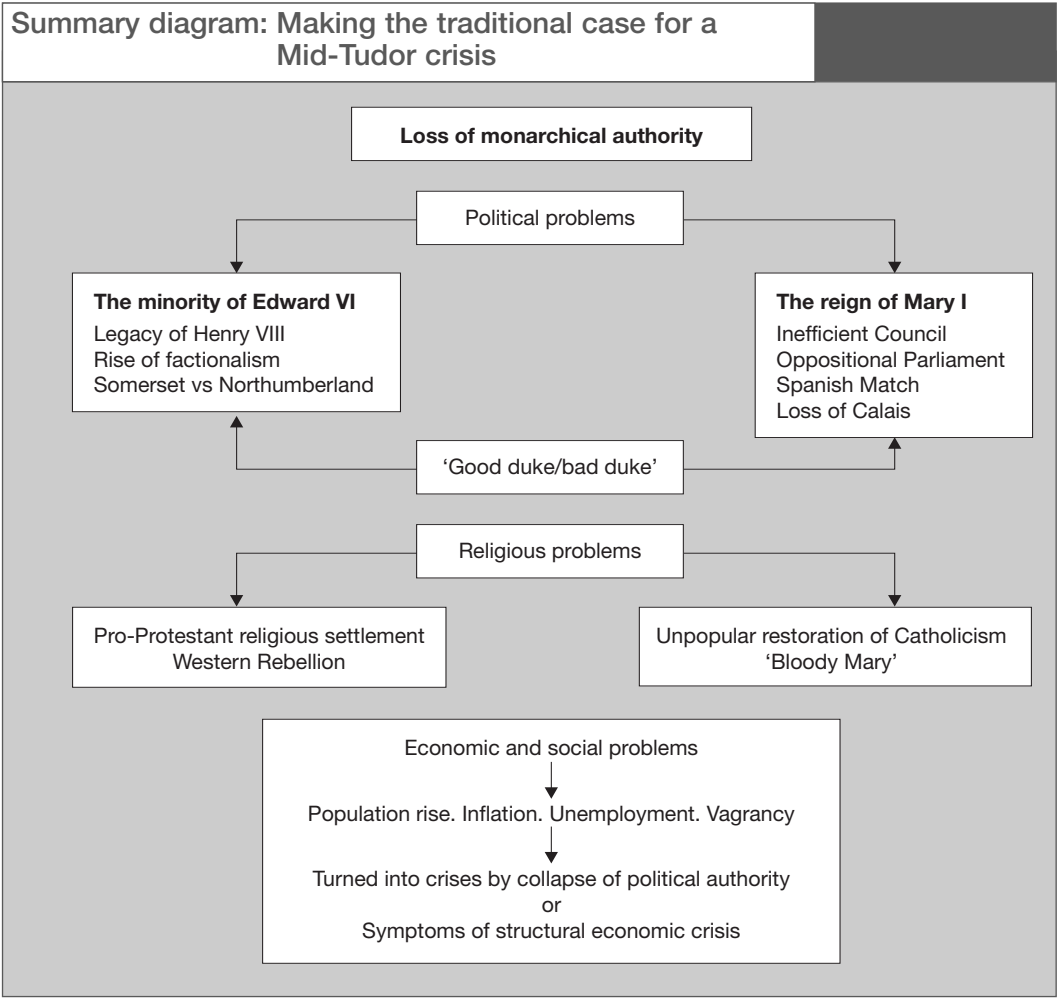 Summary diagram: Making the traditional case for a
Mid-Tudor crisis
Loss of monarchical authority
Political problems
The minority of Edward VI
Legacy of Henry VIII
Rise of factionalism
Somerset vs Northumberland
The reign of Mary I
Inefficient Council
Oppositional Parliament
Spanish Match
Loss of Calais
‘Good duke/bad duke’
Religious problems
Pro-Protestant religious settlement
Western Rebellion
Unpopular restoration of Catholicism
‘Bloody Mary’
Economic and social problems
Population rise. Inflation. Unemployment. Vagrancy
Turned into crises by collapse of political authority
or
Symptoms of structural economic crisis